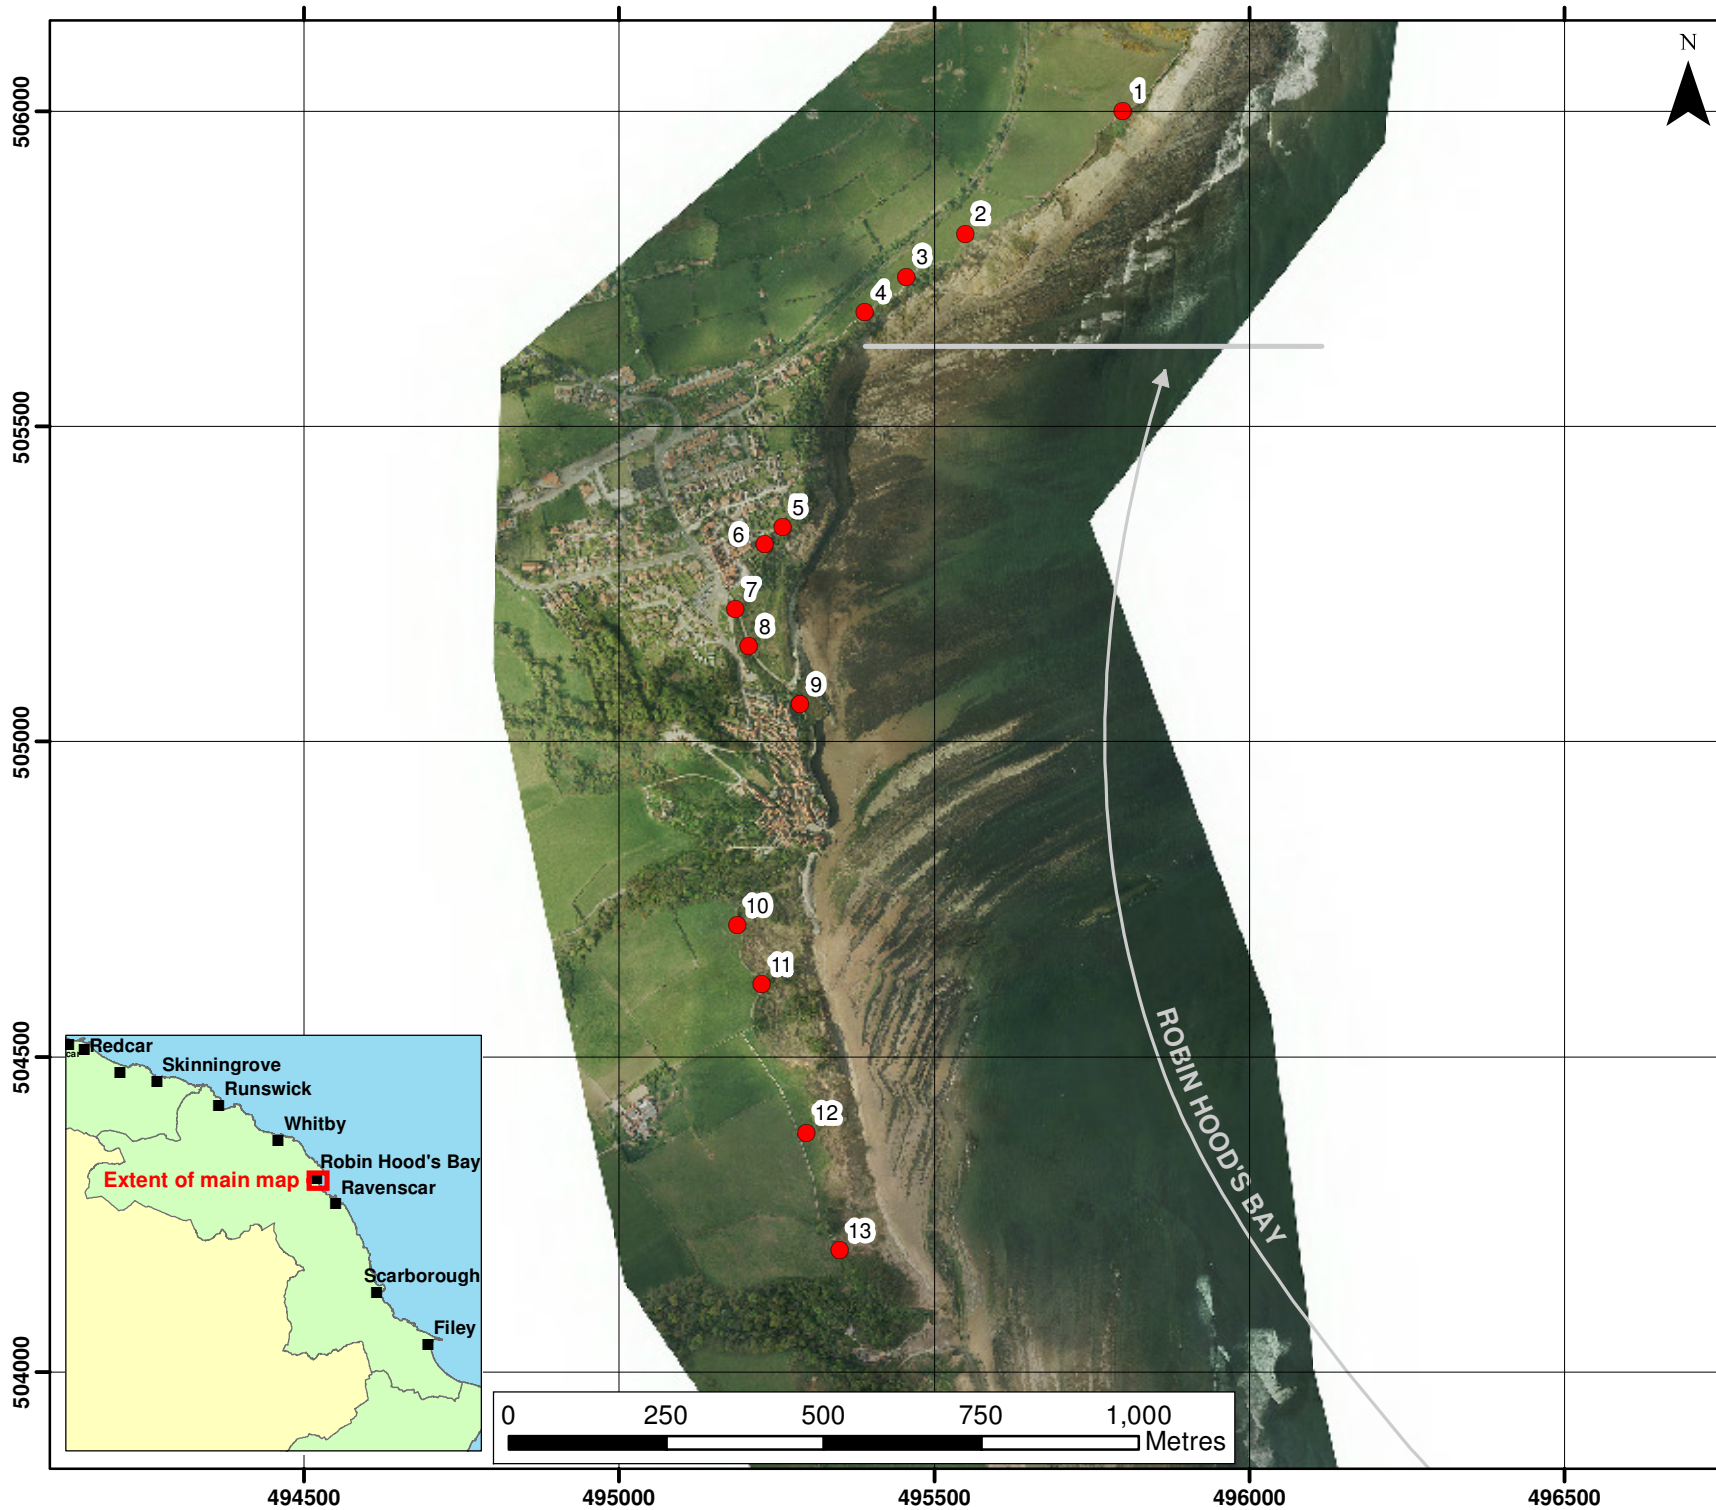 N
506000
505500
505000
504500
504000
1
2
3
4
5
6
7
8
9
10
11
12
13
ROBIN HOOD'S BAY
car
Redcar
Skinningrove
Runswick
Whitby
Robin Hood's Bay
Extent of main map
Ravenscar
Scarborough
Filey
0 250 500 750 1,000
Metres
494500 495000 495500 496000 496500